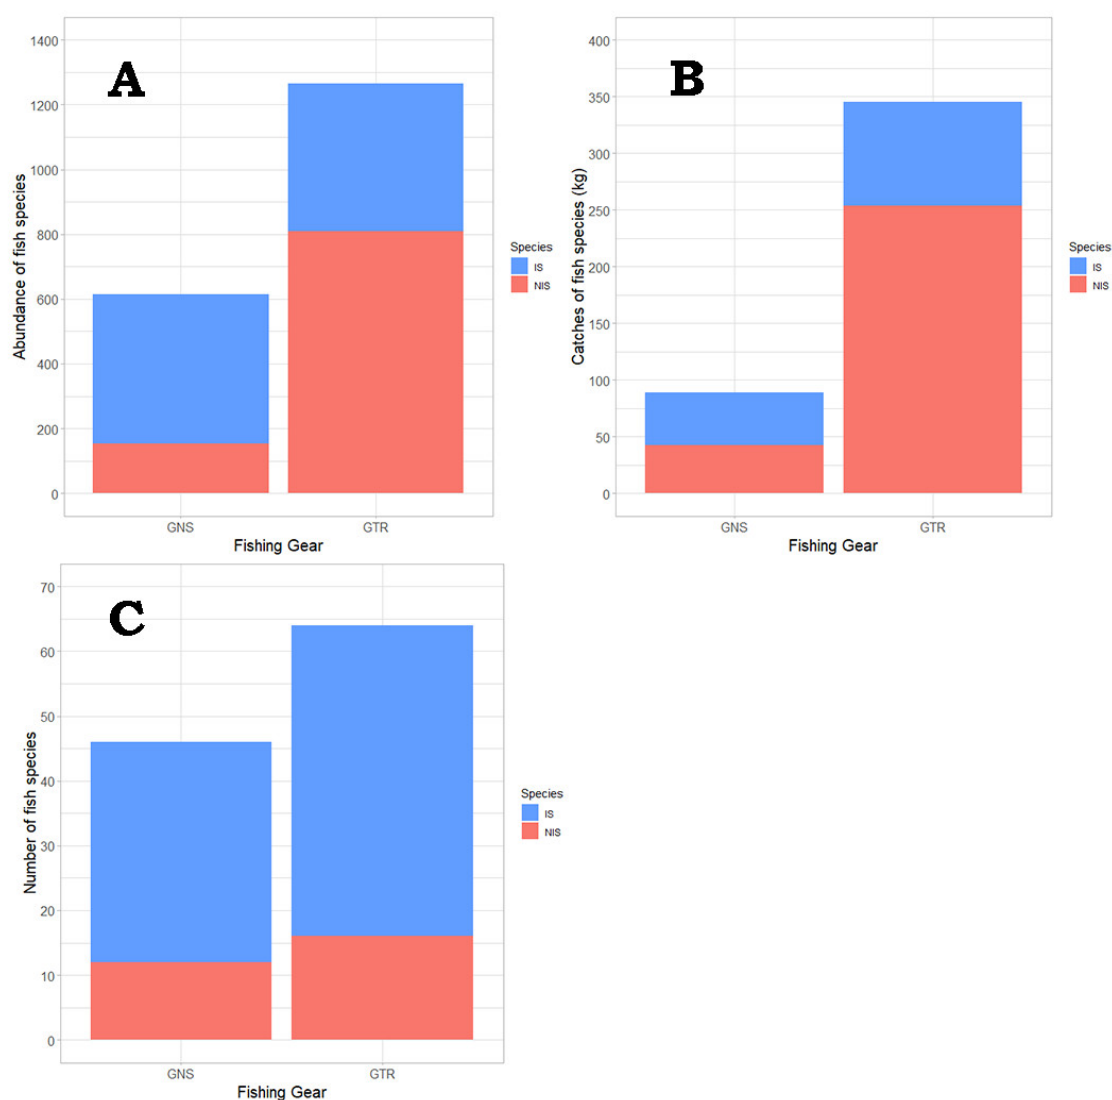 A
Abundance of fish species
1400
1200
1000
800
600
400
200
0
GNS GTR
Fishing Gear
Species
IS
NIS
B
Catches of fish species (kg)
400
350
300
250
200
150
100
50
0
GNS GTR
Fishing Gear
Species
IS
NIS
C
Number of fish species
70
60
50
40
30
20
10
0
GNS GTR
Fishing Gear
Species
IS
NIS